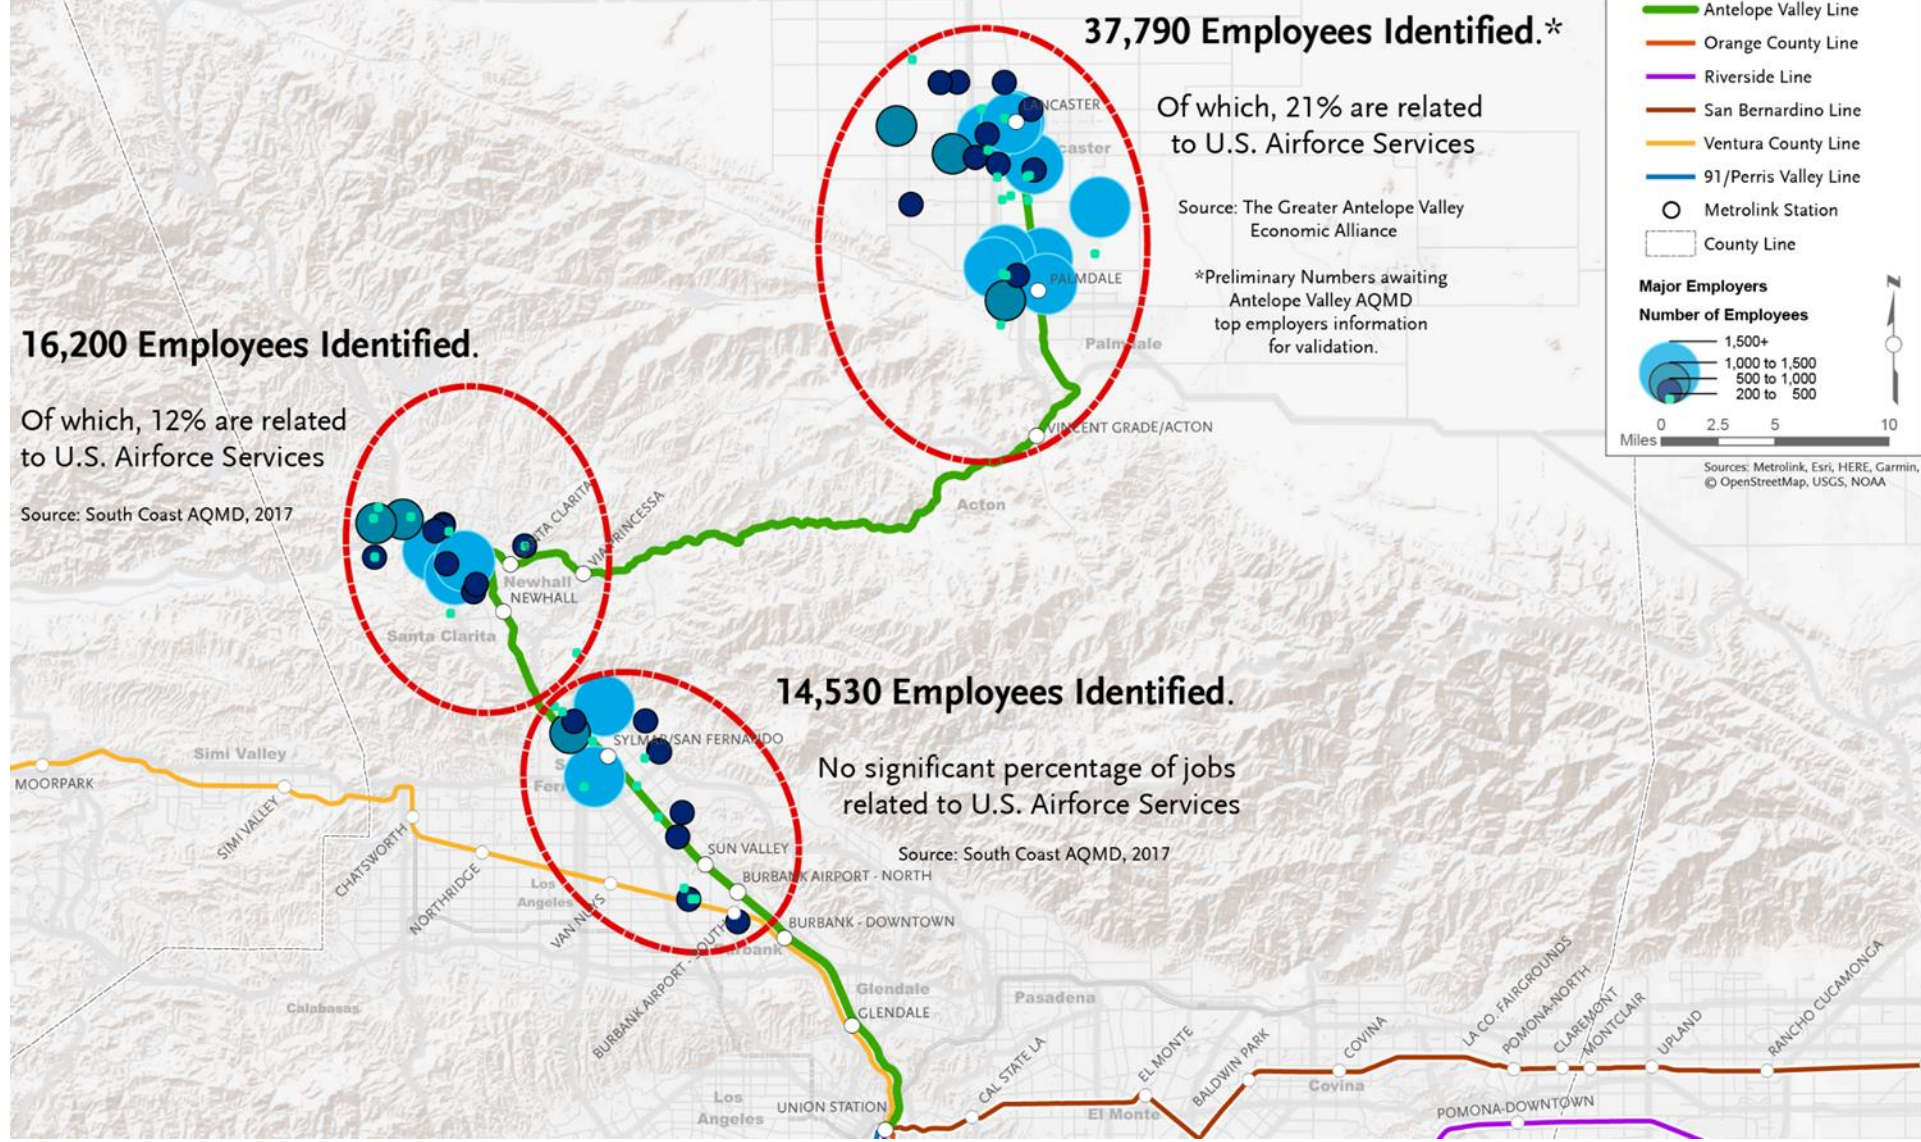 37,790 Employees Identified.*
Of which, 21% are related
to U.S. Airforce Services
Source: The Greater Antelope Valley
Economic Alliance
*Preliminary Numbers awaiting
Antelope Valley AQMD
top employers information
for validation.
Antelope Valley Line
Orange County Line
Riverside Line
San Bernardino Line
Ventura County Line
91/Perris Valley Line
Metrolink Station
County Line
Major Employers
Number of Employees
1,500+
1,000 to 1,500
500 to 1,000
200 to 500
N
0 2.5 5 10
Miles
Sources: Metrolink, Esri, HERE, Garmin,
© OpenStreetMap, USGS, NOAA
16,200 Employees Identified.
Of which, 12% are related
to U.S. Airforce Services
Source: South Coast AQMD, 2017
14,530 Employees Identified.
No significant percentage of jobs
related to U.S. Airforce Services
Source: South Coast AQMD, 2017
LANCASTER
PALMDALE
Palmdale
VINCENT GRADE/ACTON
Acton
VIA PRINCESSA
Newhall
NEWHALL
Santa Clarita
SYLMAR/SAN FERNANDO
Simi Valley
MOORPARK
SIMI VALLEY
CHATSWORTH
NORTHRIDGE
Los
Angeles
VAN NUYS
SUN VALLEY
BURBANK AIRPORT - NORTH
BURBANK AIRPORT - SOUTH
BURBANK - DOWNTOWN
Burbank
Calabasas
Glendale
GLENDALE
Pasadena
Los
Angeles
UNION STATION
CAL STATE LA
El Monte
EL MONTE
BALDWIN PARK
COVINA
Covina
LA CO. FAIRGROUNDS
POMONA-NORTH
CLAREMONT
MONTCLAIR
UPLAND
RANCHO CUCAMONGA
POMONA-DOWNTOWN